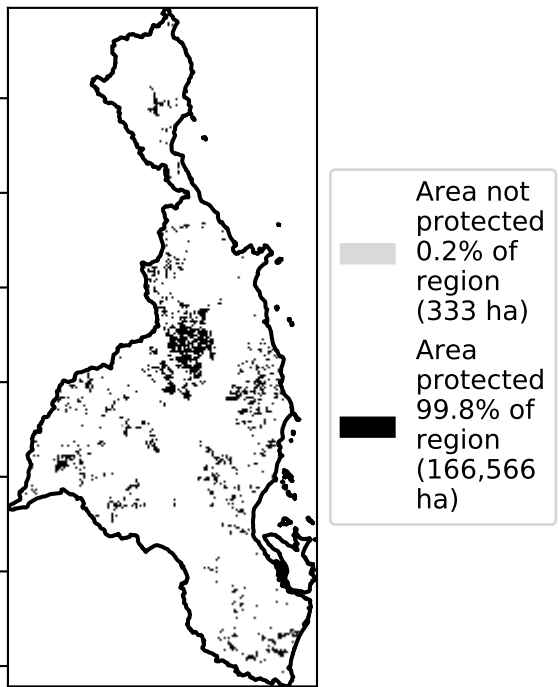 Area not
protected
0.2% of
region
(333 ha)
Area
protected
99.8% of
region
(166,566
ha)